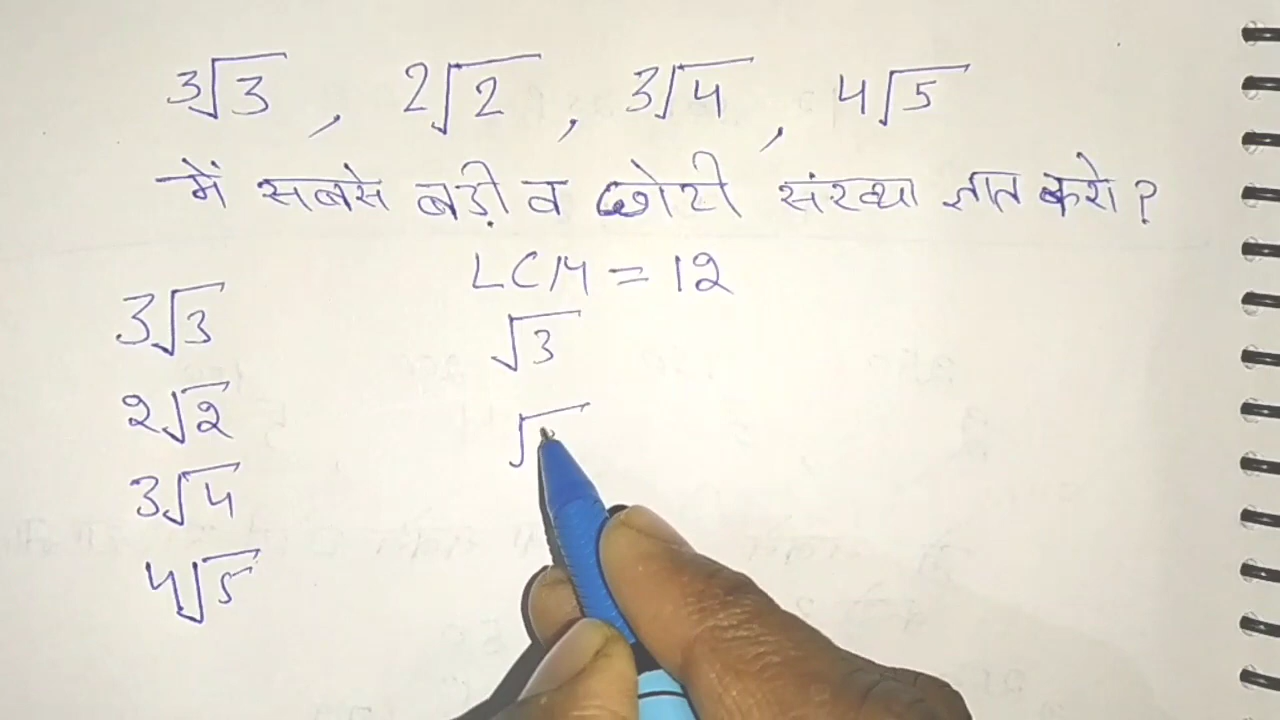 3√3 , 2√2 , 3√4 , 4√5
में सबसे बड़ी व छोटी संख्या ज्ञात करो ?
LCM = 12
3√3 √3
2√2 √
3√4
4√5